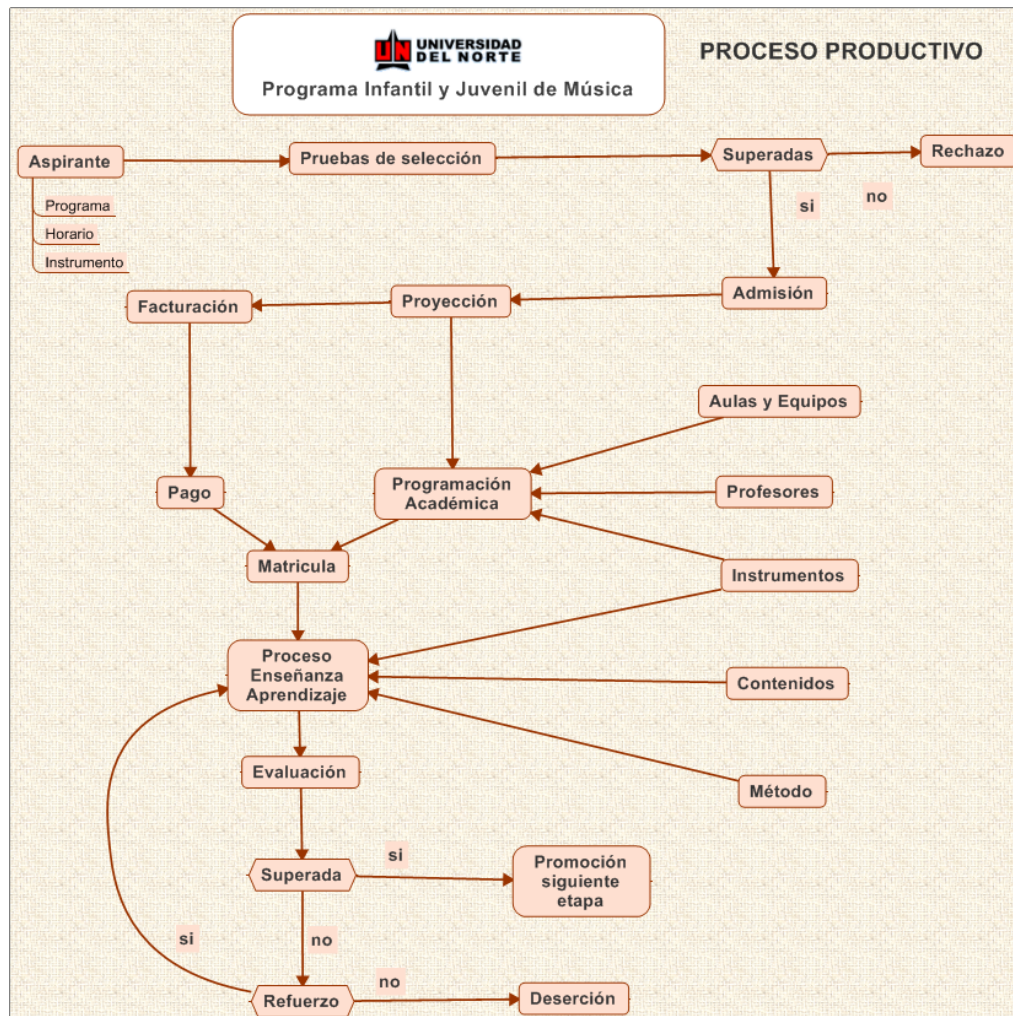 UN UNIVERSIDAD
DEL NORTE
Programa Infantil y Juvenil de Música
PROCESO PRODUCTIVO
Aspirante
Programa
Horario
Instrumento
Pruebas de selección
Superadas
Rechazo
si
no
Facturación
Proyección
Admisión
Aulas y Equipos
Pago
Programación
Académica
Profesores
Matricula
Instrumentos
Proceso
Enseñanza
Aprendizaje
Contenidos
Evaluación
Método
Superada
si
Promoción
siguiente
etapa
si
no
Refuerzo
no
Deserción